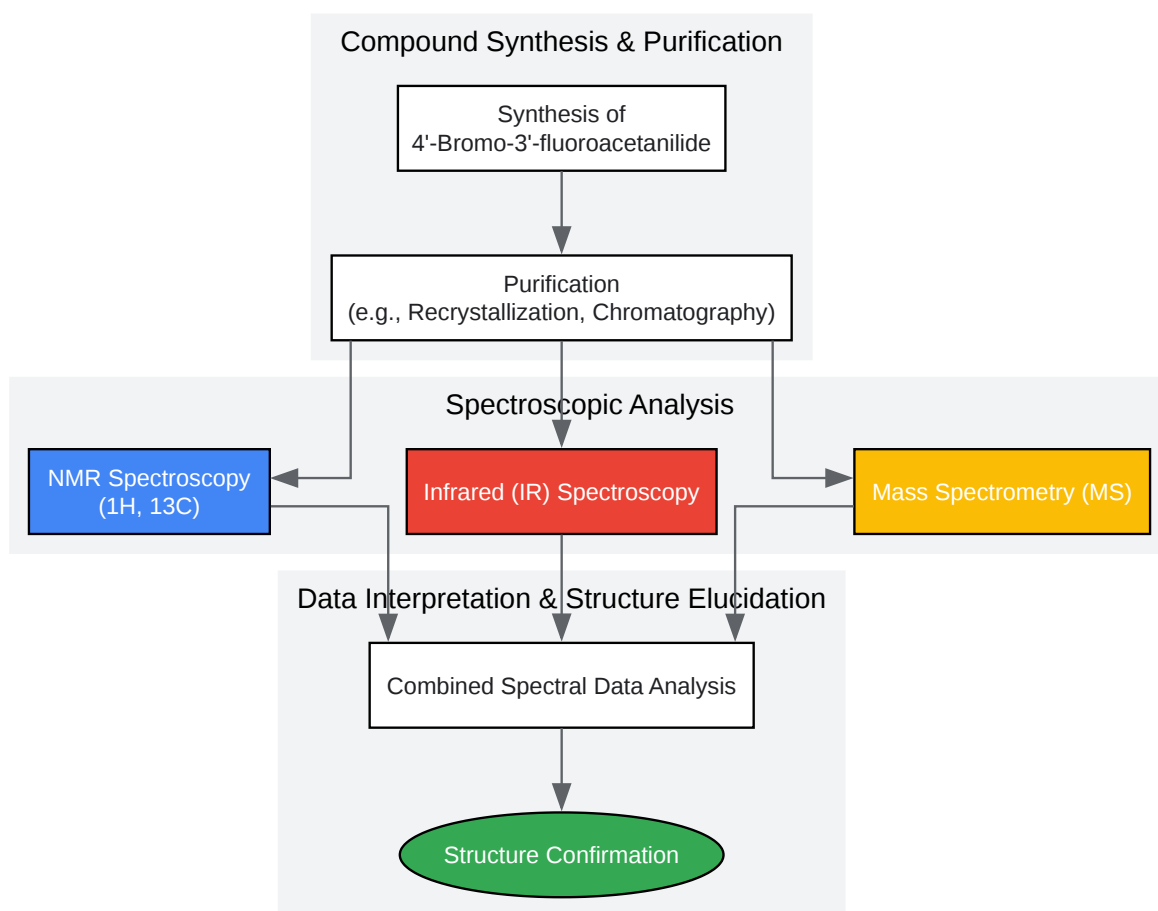 Compound Synthesis & Purification
Synthesis of
4'-Bromo-3'-fluoroacetanilide
Purification
(e.g., Recrystallization, Chromatography)
Spectroscopic Analysis
NMR Spectroscopy
(1H, 13C)
Infrared (IR) Spectroscopy
Mass Spectrometry (MS)
Data Interpretation & Structure Elucidation
Combined Spectral Data Analysis
Structure Confirmation